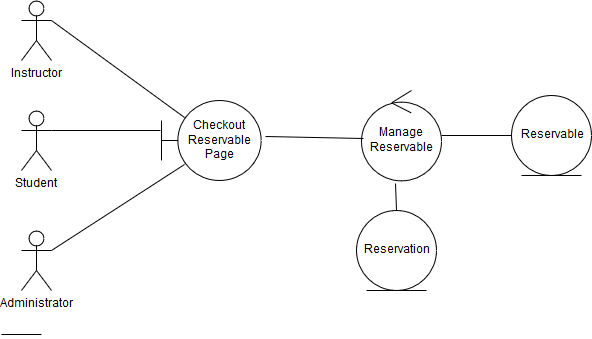 Instructor
Checkout
Reservable
Page
Manage
Reservable
Reservable
Student
Reservation
Administrator